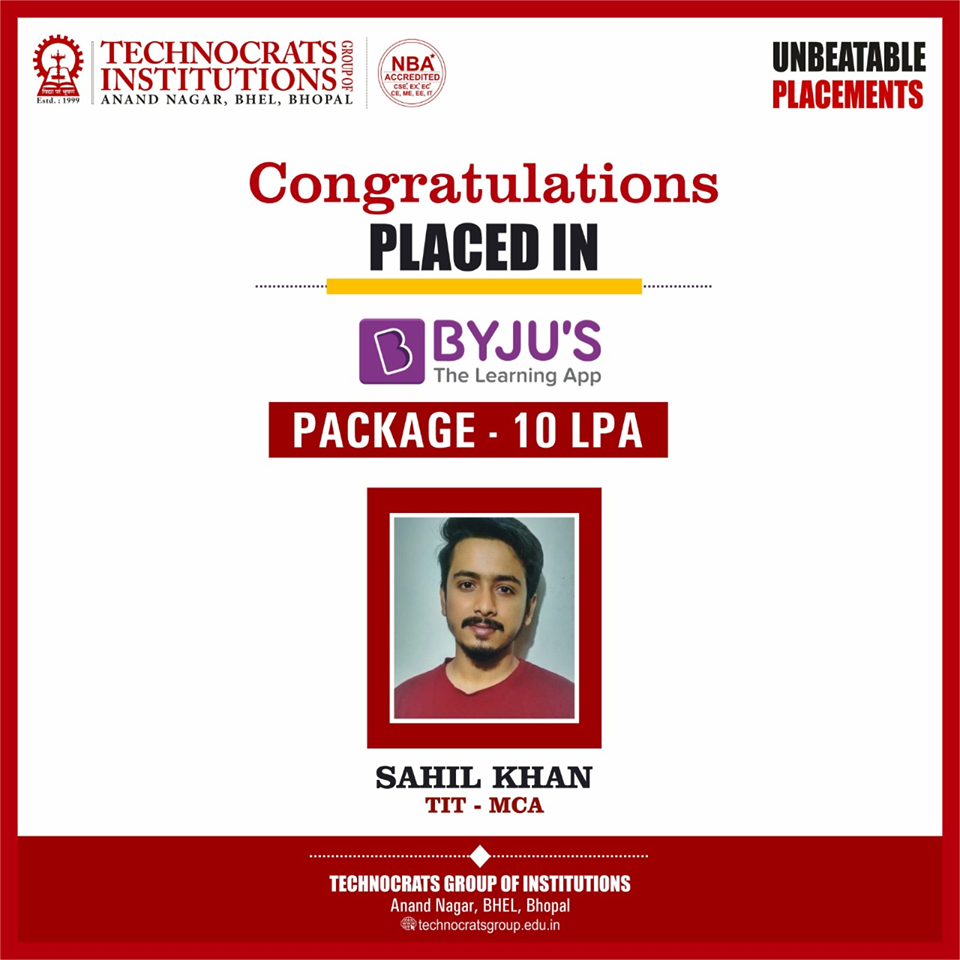 TECHNOCRATS
INSTITUTIONS
GROUP OF
ANAND NAGAR, BHEL, BHOPAL
Estd. : 1999
NBA
ACCREDITED
CSE, EX, EC
CE, ME, EE, IT
UNBEATABLE
PLACEMENTS
Congratulations
PLACED IN
B
BYJU'S
The Learning App
PACKAGE - 10 LPA
SAHIL KHAN
TIT - MCA
TECHNOCRATS GROUP OF INSTITUTIONS
Anand Nagar, BHEL, Bhopal
technocratsgroup.edu.in